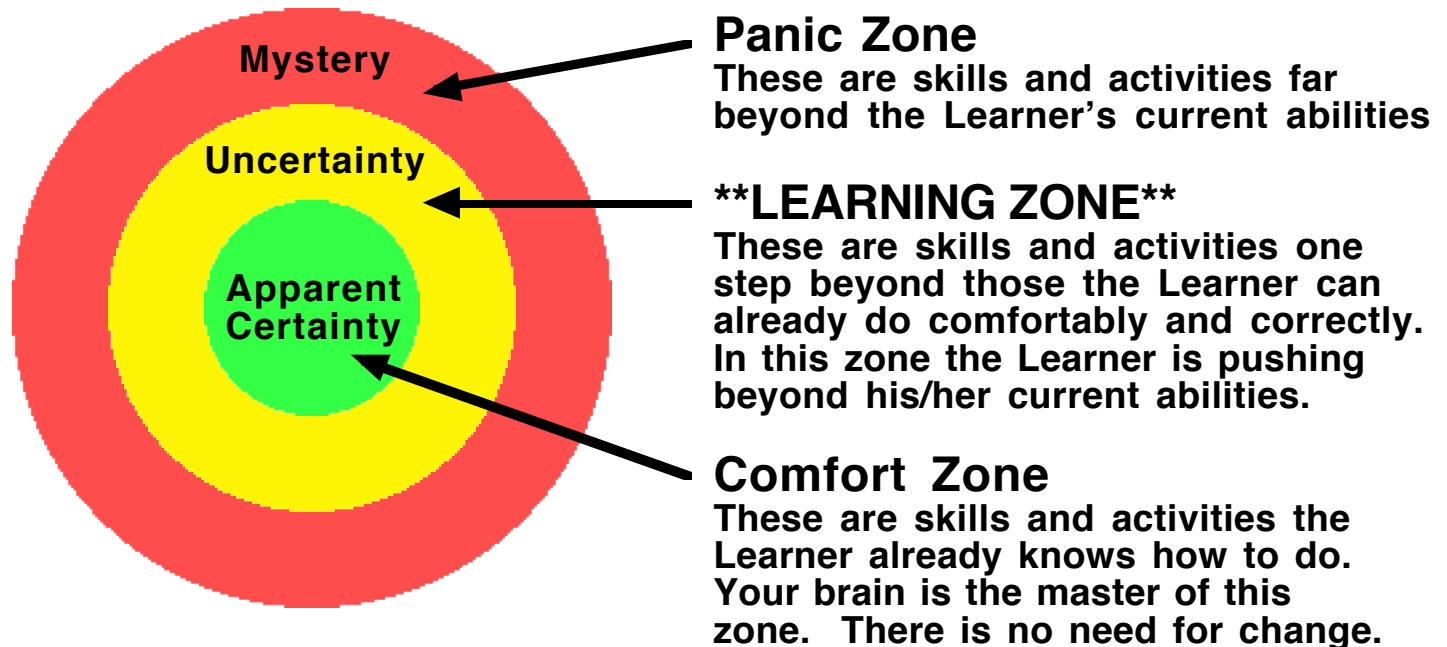 Mystery
Uncertainty
Apparent
Certainty
Panic Zone
These are skills and activities far
beyond the Learner's current abilities
**LEARNING ZONE**
These are skills and activities one
step beyond those the Learner can
already do comfortably and correctly.
In this zone the Learner is pushing
beyond his/her current abilities.
Comfort Zone
These are skills and activities the
Learner already knows how to do.
Your brain is the master of this
zone.  There is no need for change.